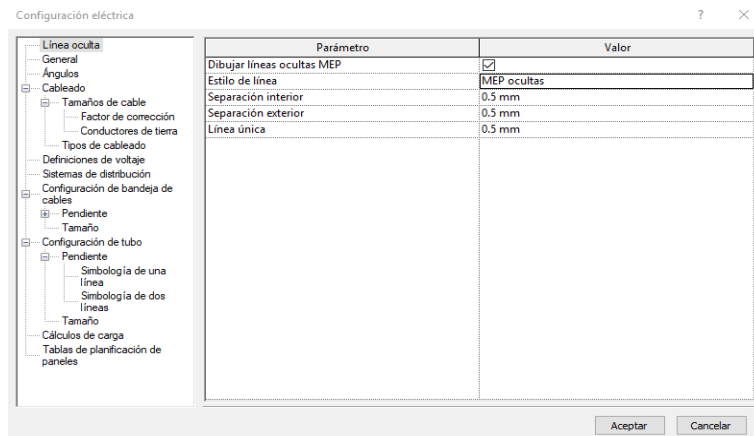 Configuración eléctrica
?
Línea oculta
General
Ángulos
Cableado
Tamaños de cable
Factor de corrección
Conductores de tierra
Tipos de cableado
Definiciones de voltaje
Sistemas de distribución
Configuración de bandeja de
cables
Pendiente
Tamaño
Configuración de tubo
Pendiente
Simbología de una
línea
Simbología de dos
líneas
Tamaño
Cálculos de carga
Tablas de planificación de
paneles
Parámetro Valor
Dibujar líneas ocultas MEP
Estilo de línea MEP ocultas
Separación interior 0.5 mm
Separación exterior 0.5 mm
Línea única 0.5 mm
Aceptar Cancelar